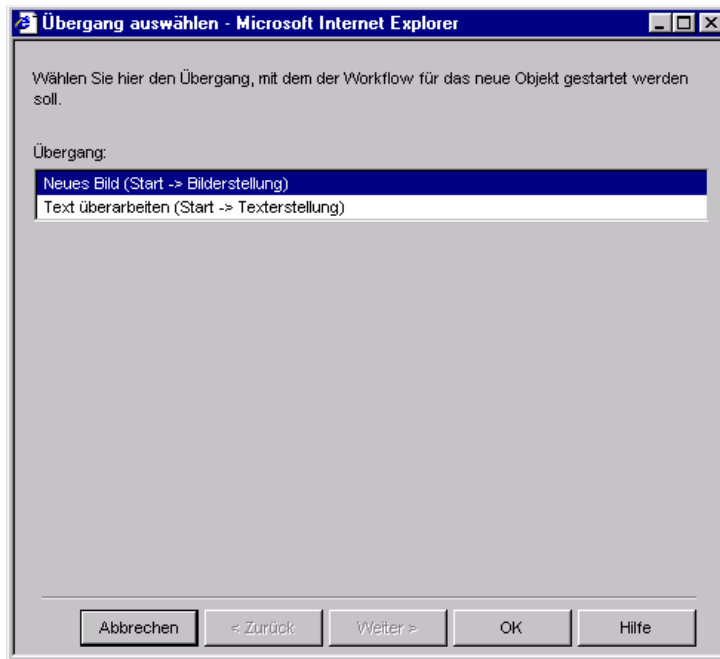 Übergang auswählen - Microsoft Internet Explorer
Wählen Sie hier den Übergang, mit dem der Workflow für das neue Objekt gestartet werden
soll.
Übergang:
Neues Bild (Start -> Bilderstellung)
Text überarbeiten (Start -> Texterstellung)
Abbrechen < Zurück Weiter > OK Hilfe